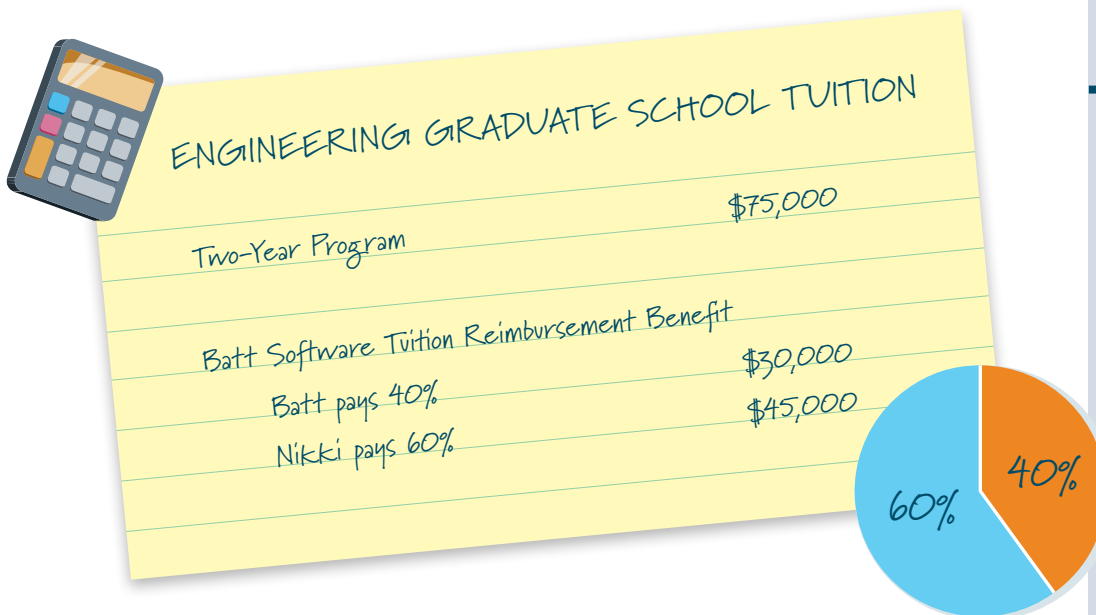 ENGINEERING GRADUATE SCHOOL TUITION
Two-Year Program $75,000
Batt Software Tuition Reimbursement Benefit
Batt pays 40% $30,000
Nikki pays 60% $45,000
60% 40%